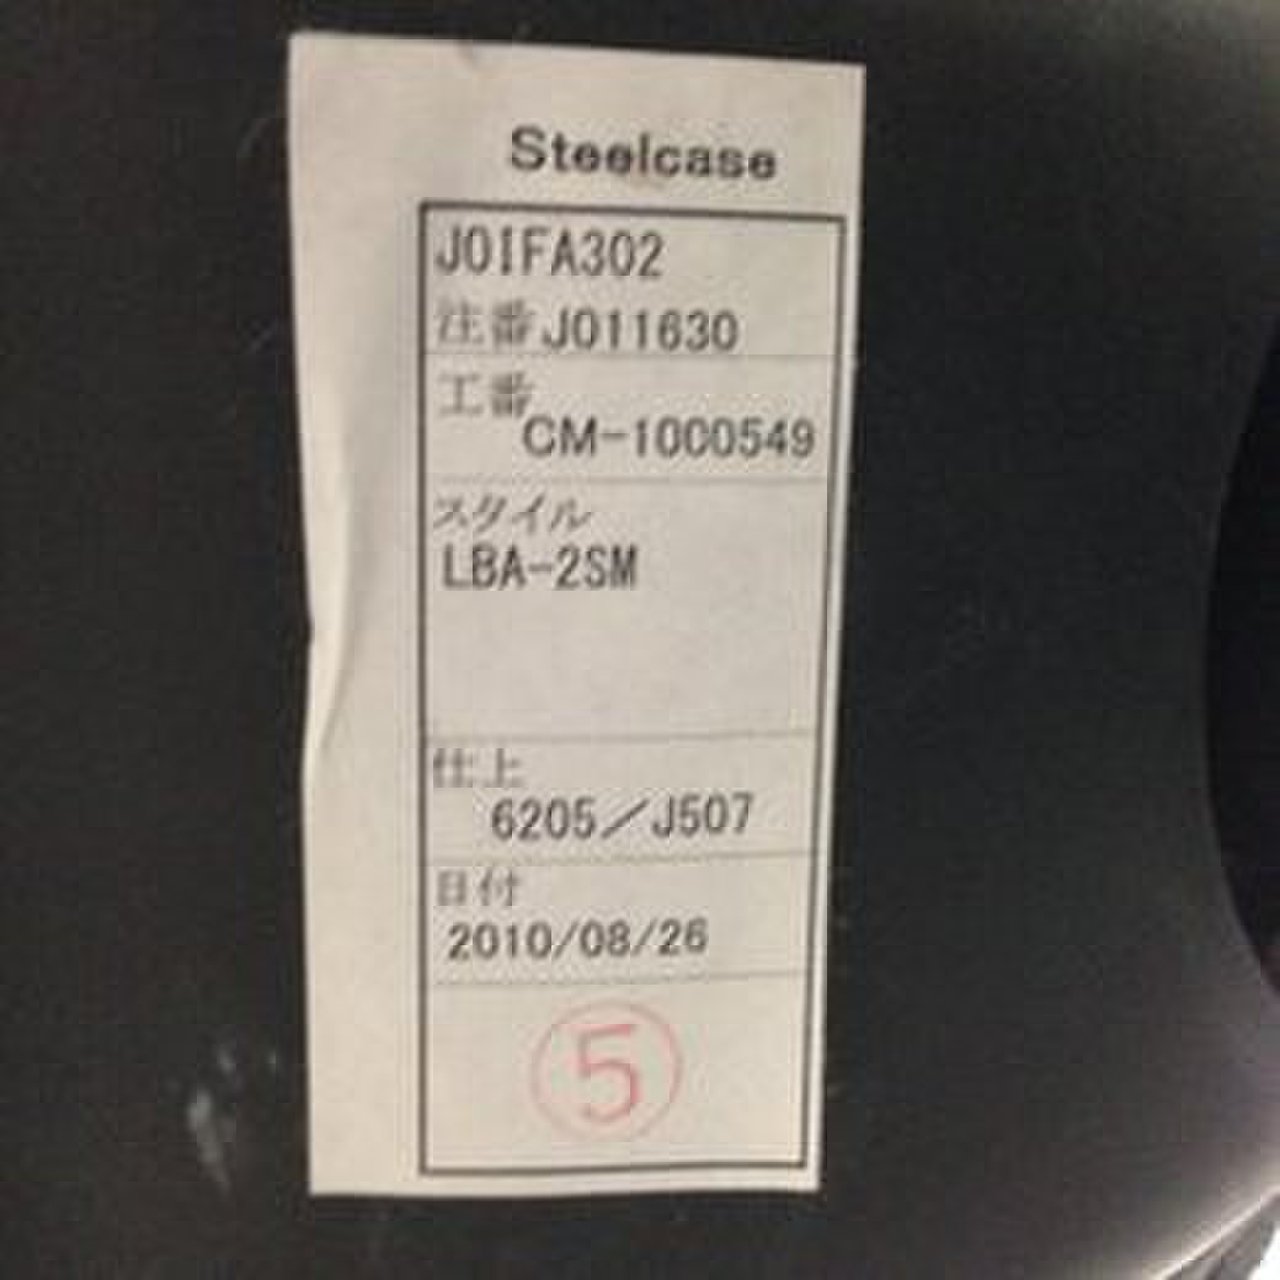 Steelcase
J0IFA302
注番J011630
工番
CM-1000549
スタイル
LBA-2SM
仕上
6205／J507
日付
2010/08/26
5